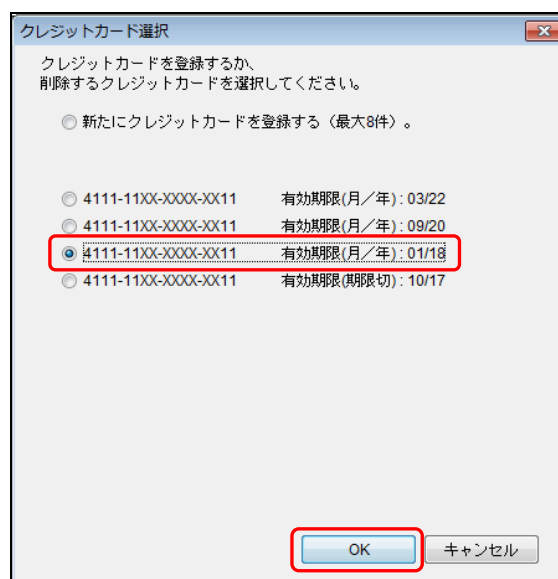 クレジットカード選択
クレジットカードを登録するか、
削除するクレジットカードを選択してください。
新たにクレジットカードを登録する（最大8件）。
4111-11XX-XXXX-XX11 有効期限(月／年) : 03/22
4111-11XX-XXXX-XX11 有効期限(月／年) : 09/20
4111-11XX-XXXX-XX11 有効期限(月／年) : 01/18
4111-11XX-XXXX-XX11 有効期限(期限切) : 10/17
OK キャンセル